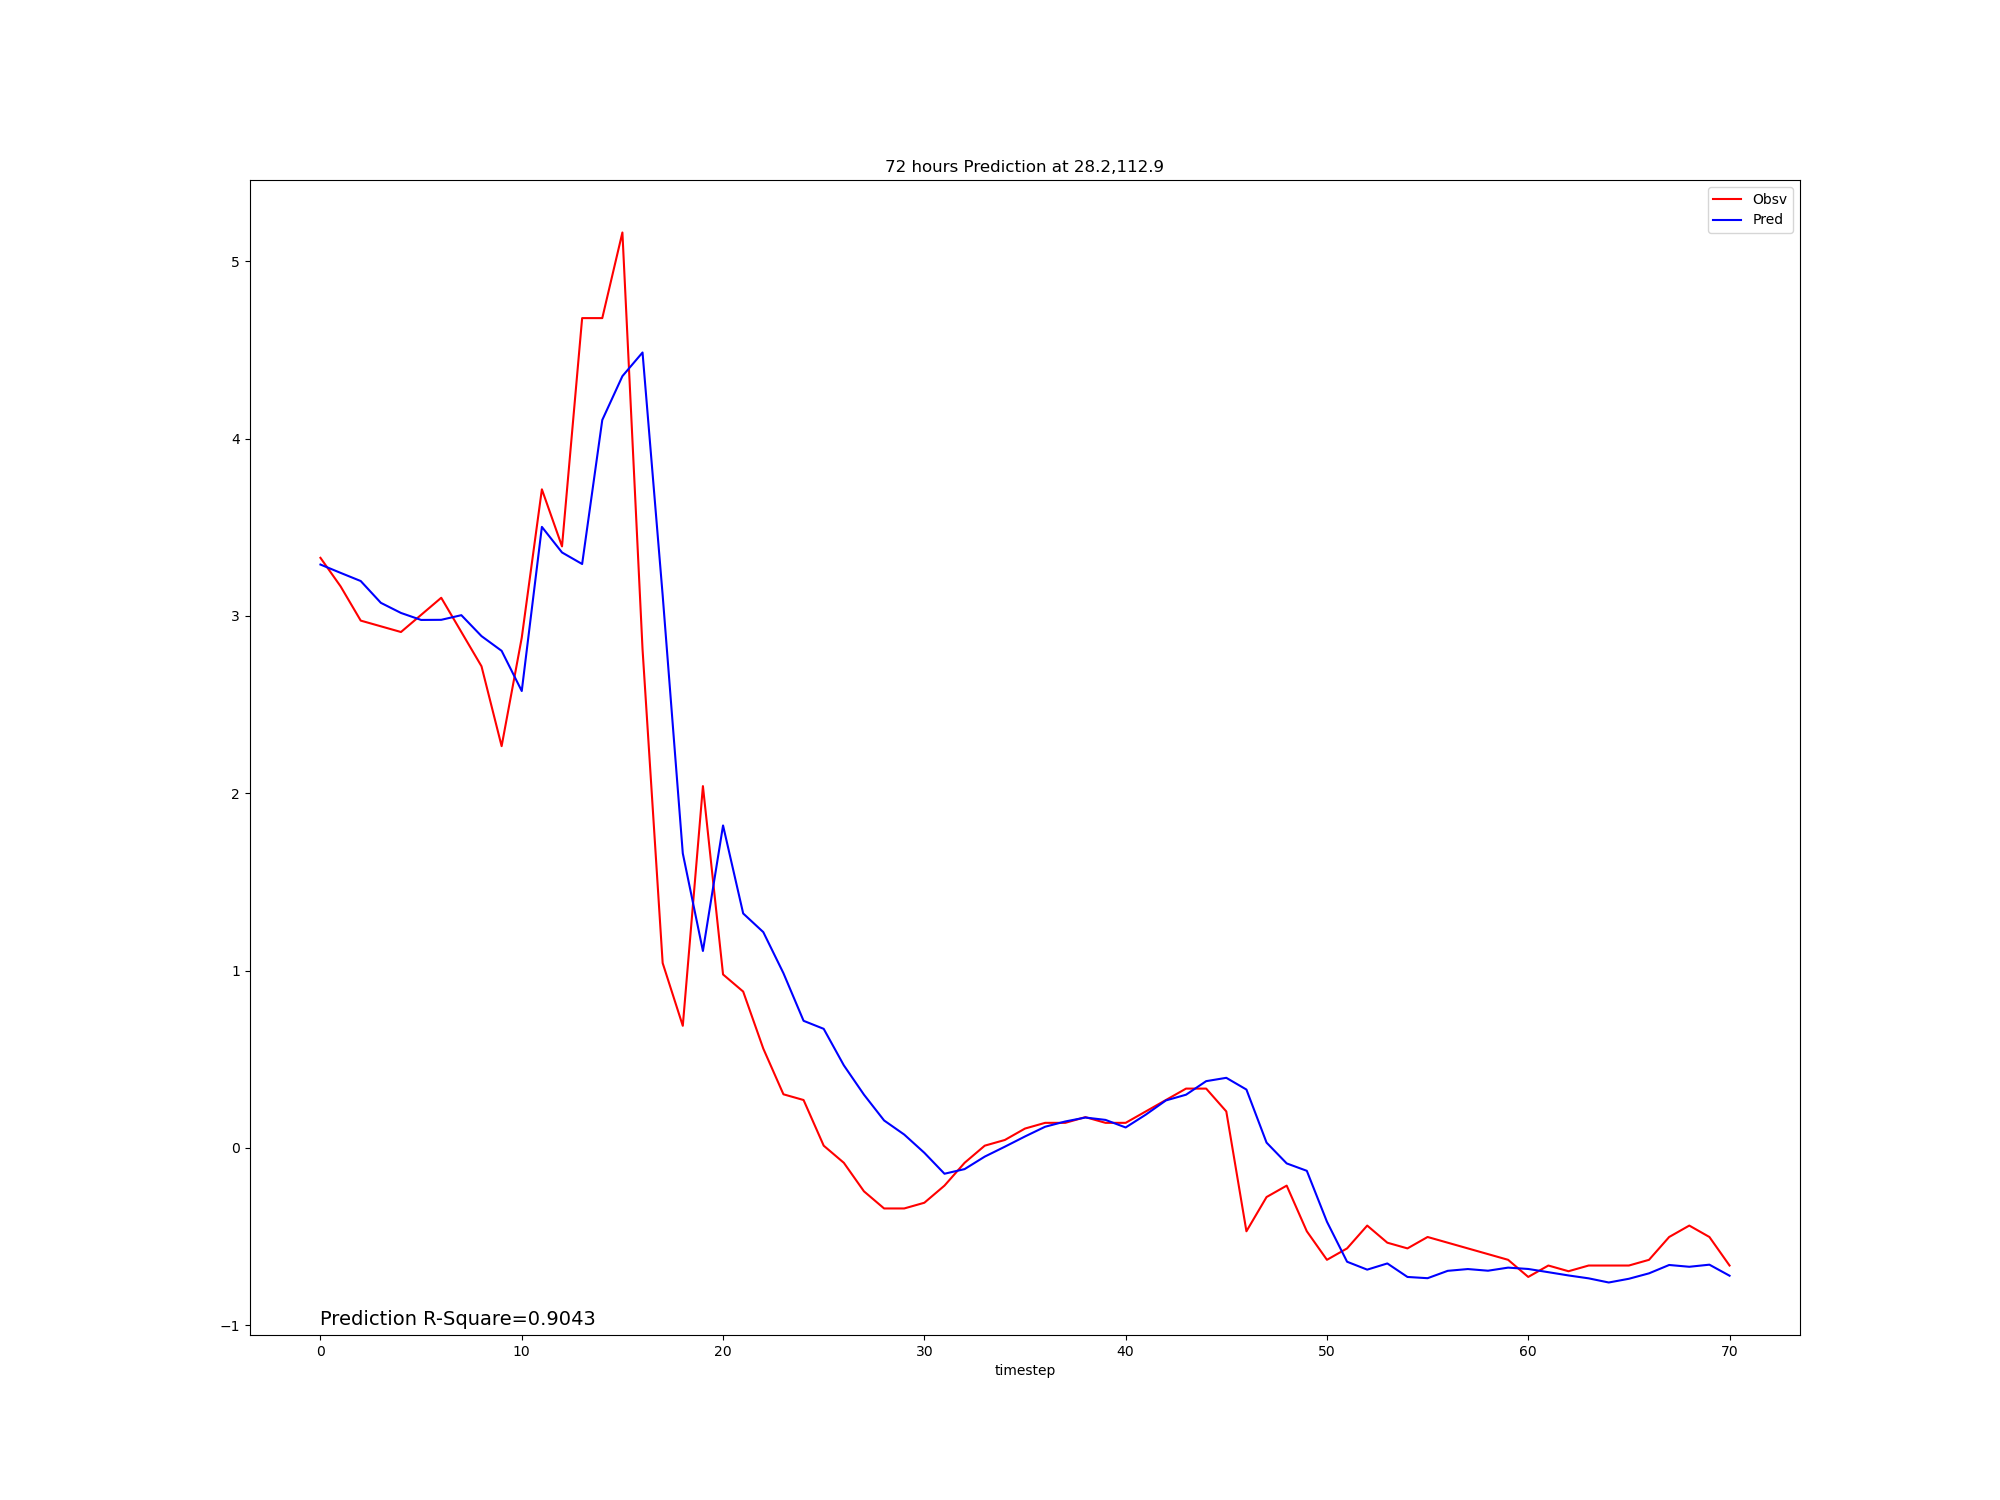 72 hours Prediction at 28.2,112.9
Obsv
Pred
5
4
3
2
1
0
−1
Prediction R-Square=0.9043
0 10 20 30 40 50 60 70
timestep